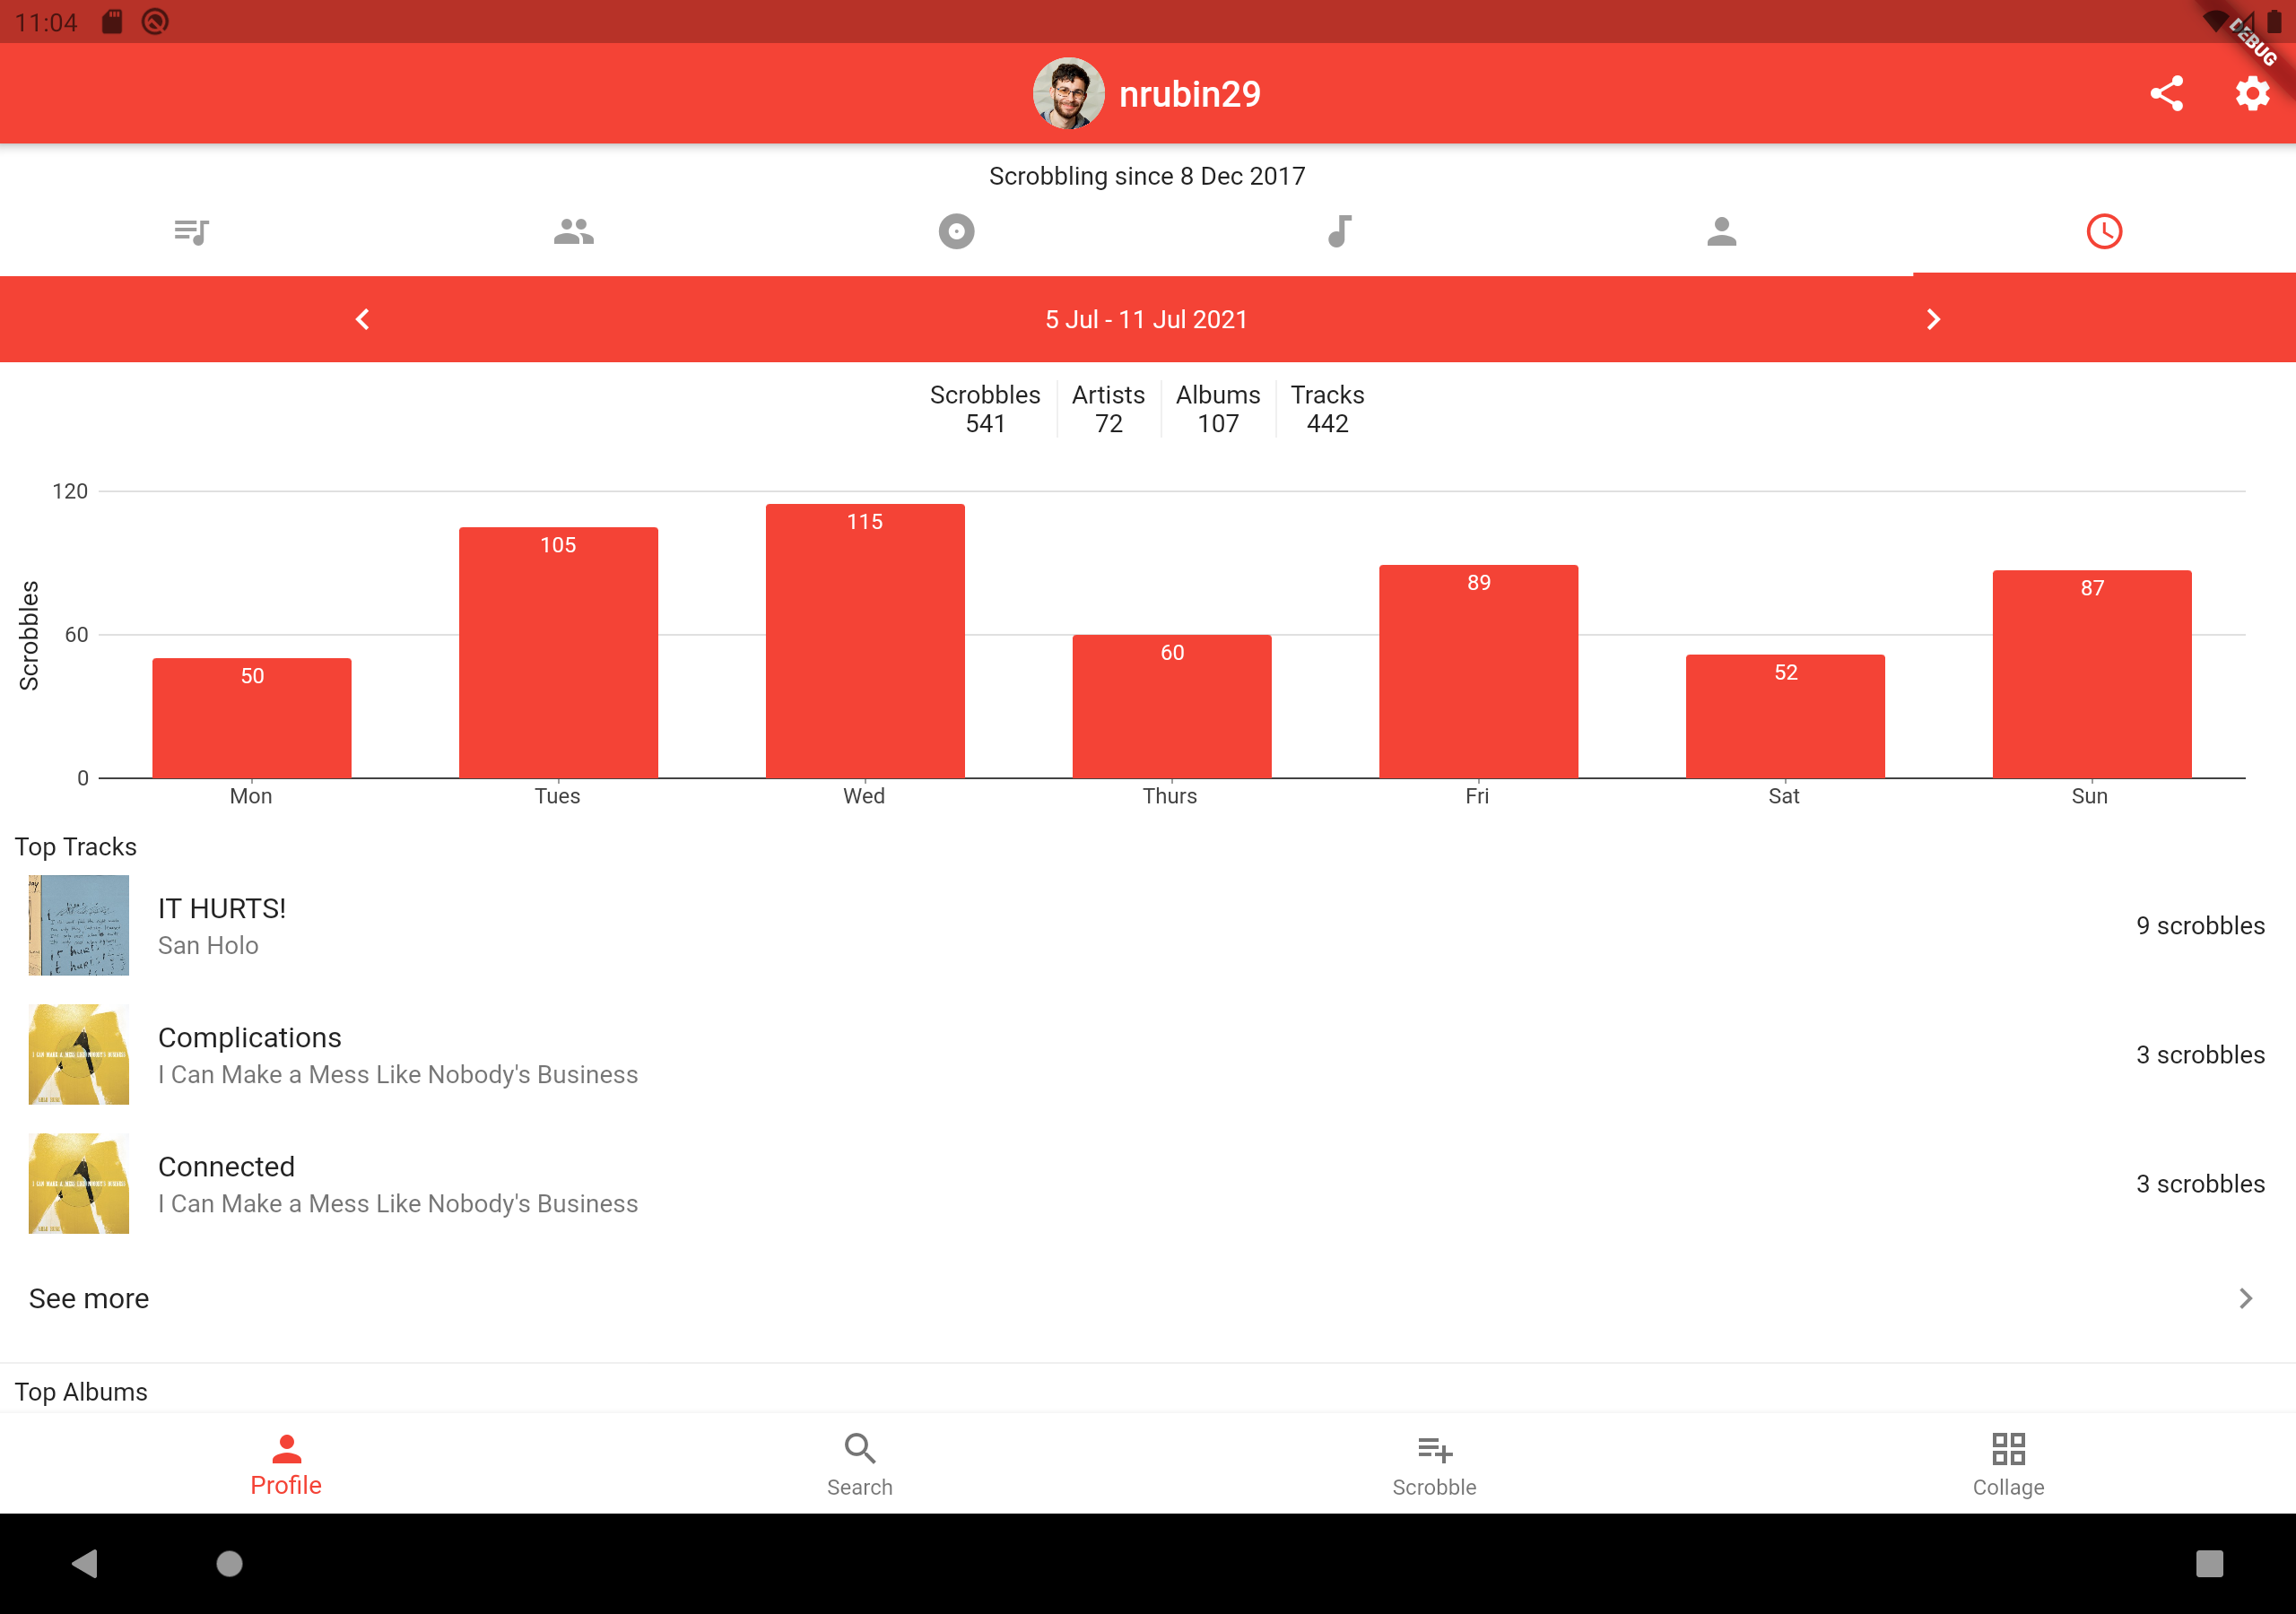 11:04
DEBUG
nrubin29
Scrobbling since 8 Dec 2017
5 Jul - 11 Jul 2021
Scrobbles Artists Albums Tracks
541 72 107 442
120
60
0
Scrobbles
50 105 115 60 89 52 87
Mon Tues Wed Thurs Fri Sat Sun
Top Tracks
IT HURTS!
San Holo
9 scrobbles
it hurt
Complications
I Can Make a Mess Like Nobody's Business
3 scrobbles
Connected
I Can Make a Mess Like Nobody's Business
3 scrobbles
See more
Top Albums
Profile Search Scrobble Collage